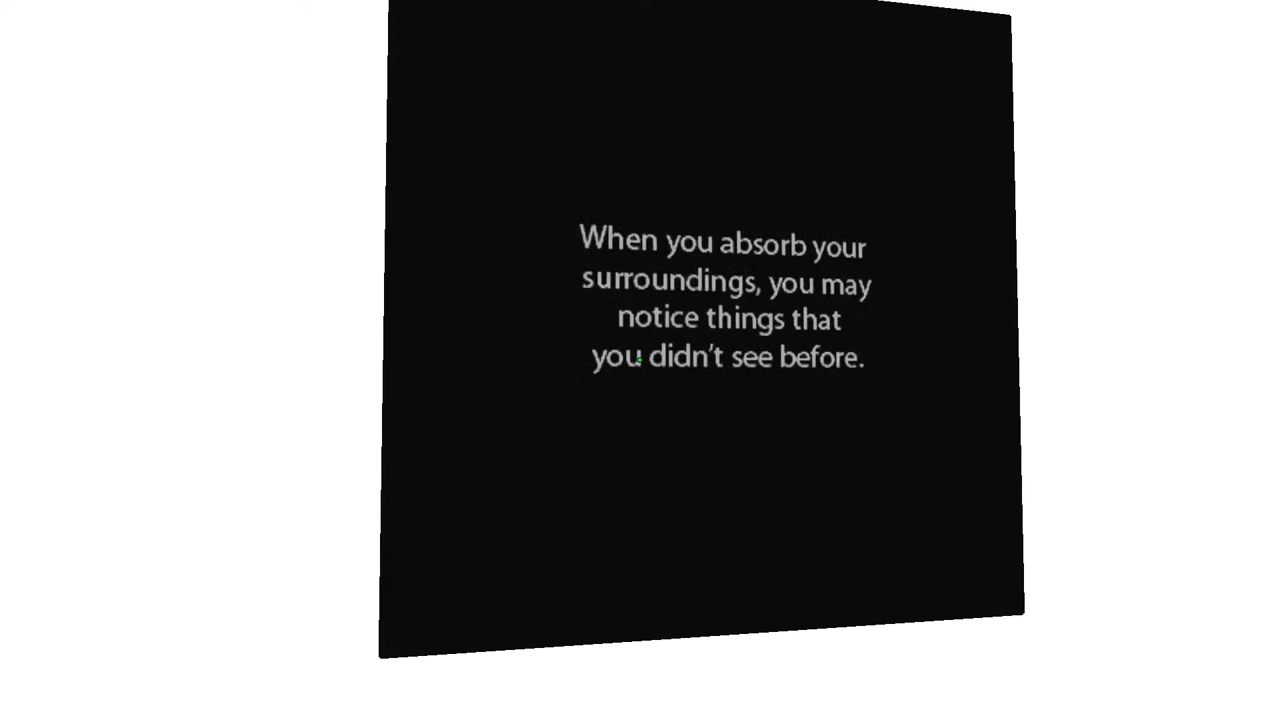 When you absorb your
surroundings, you may
notice things that
you didn't see before.